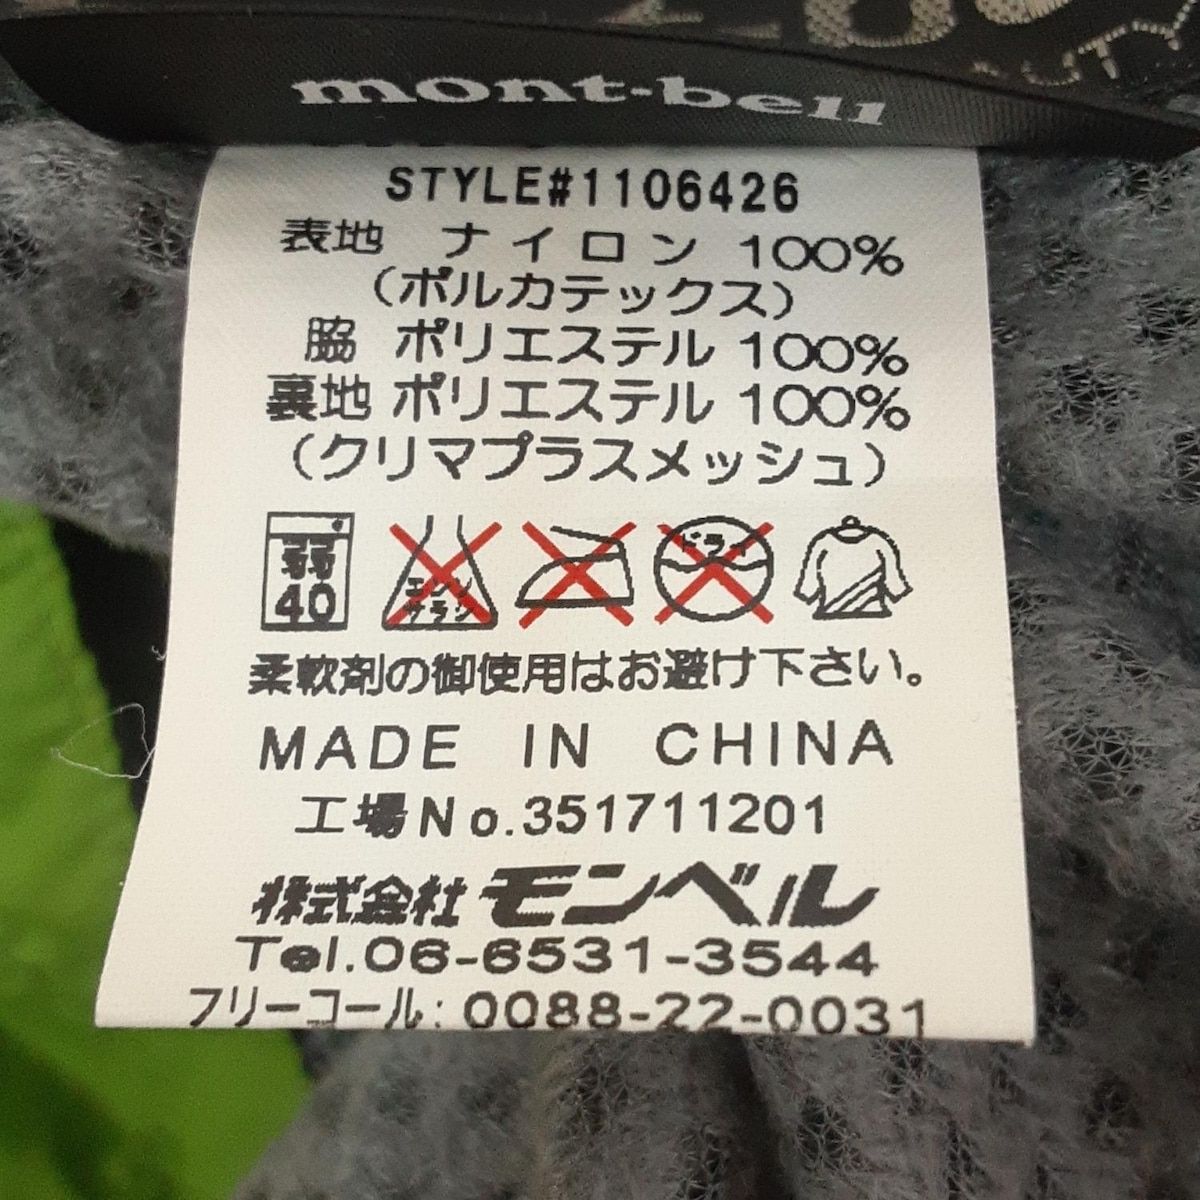 mont-bell
STYLE#1106426
表地 ナイロン 100%
(ポルカテックス)
脇 ポリエステル 100%
裏地 ポリエステル 100%
(クリマプラスメッシュ)
弱 40 エンソサラシ ドライ
柔軟剤の御使用はお避け下さい。
MADE IN CHINA
工場No.351711201
株式会社 モンベル
Tel.06-6531-3544
フリーコール:0088-22-0031